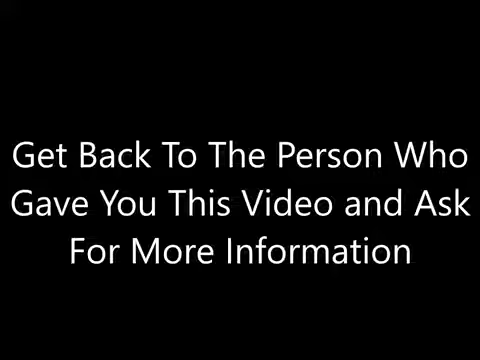 Get Back To The Person Who
Gave You This Video and Ask
For More Information